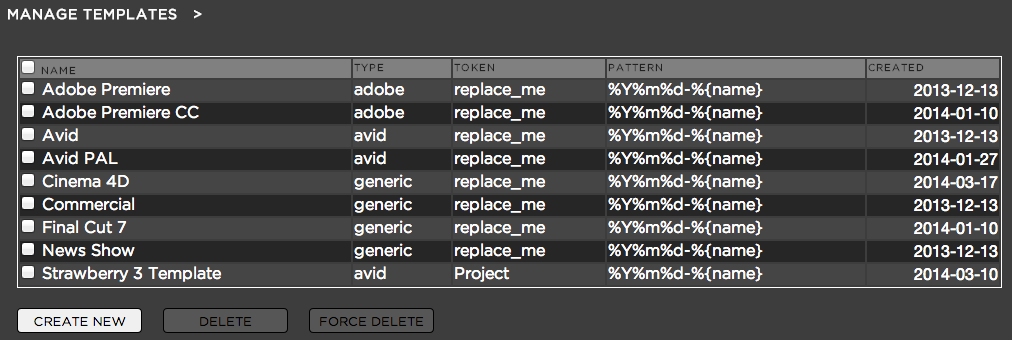 MANAGE TEMPLATES >
NAME TYPE TOKEN PATTERN CREATED
Adobe Premiere adobe replace_me %Y%m%d-%{name} 2013-12-13
Adobe Premiere CC adobe replace_me %Y%m%d-%{name} 2014-01-10
Avid avid replace_me %Y%m%d-%{name} 2013-12-13
Avid PAL avid replace_me %Y%m%d-%{name} 2014-01-27
Cinema 4D generic replace_me %Y%m%d-%{name} 2014-03-17
Commercial generic replace_me %Y%m%d-%{name} 2013-12-13
Final Cut 7 generic replace_me %Y%m%d-%{name} 2014-01-10
News Show generic replace_me %Y%m%d-%{name} 2013-12-13
Strawberry 3 Template avid Project %Y%m%d-%{name} 2014-03-10
CREATE NEW DELETE FORCE DELETE